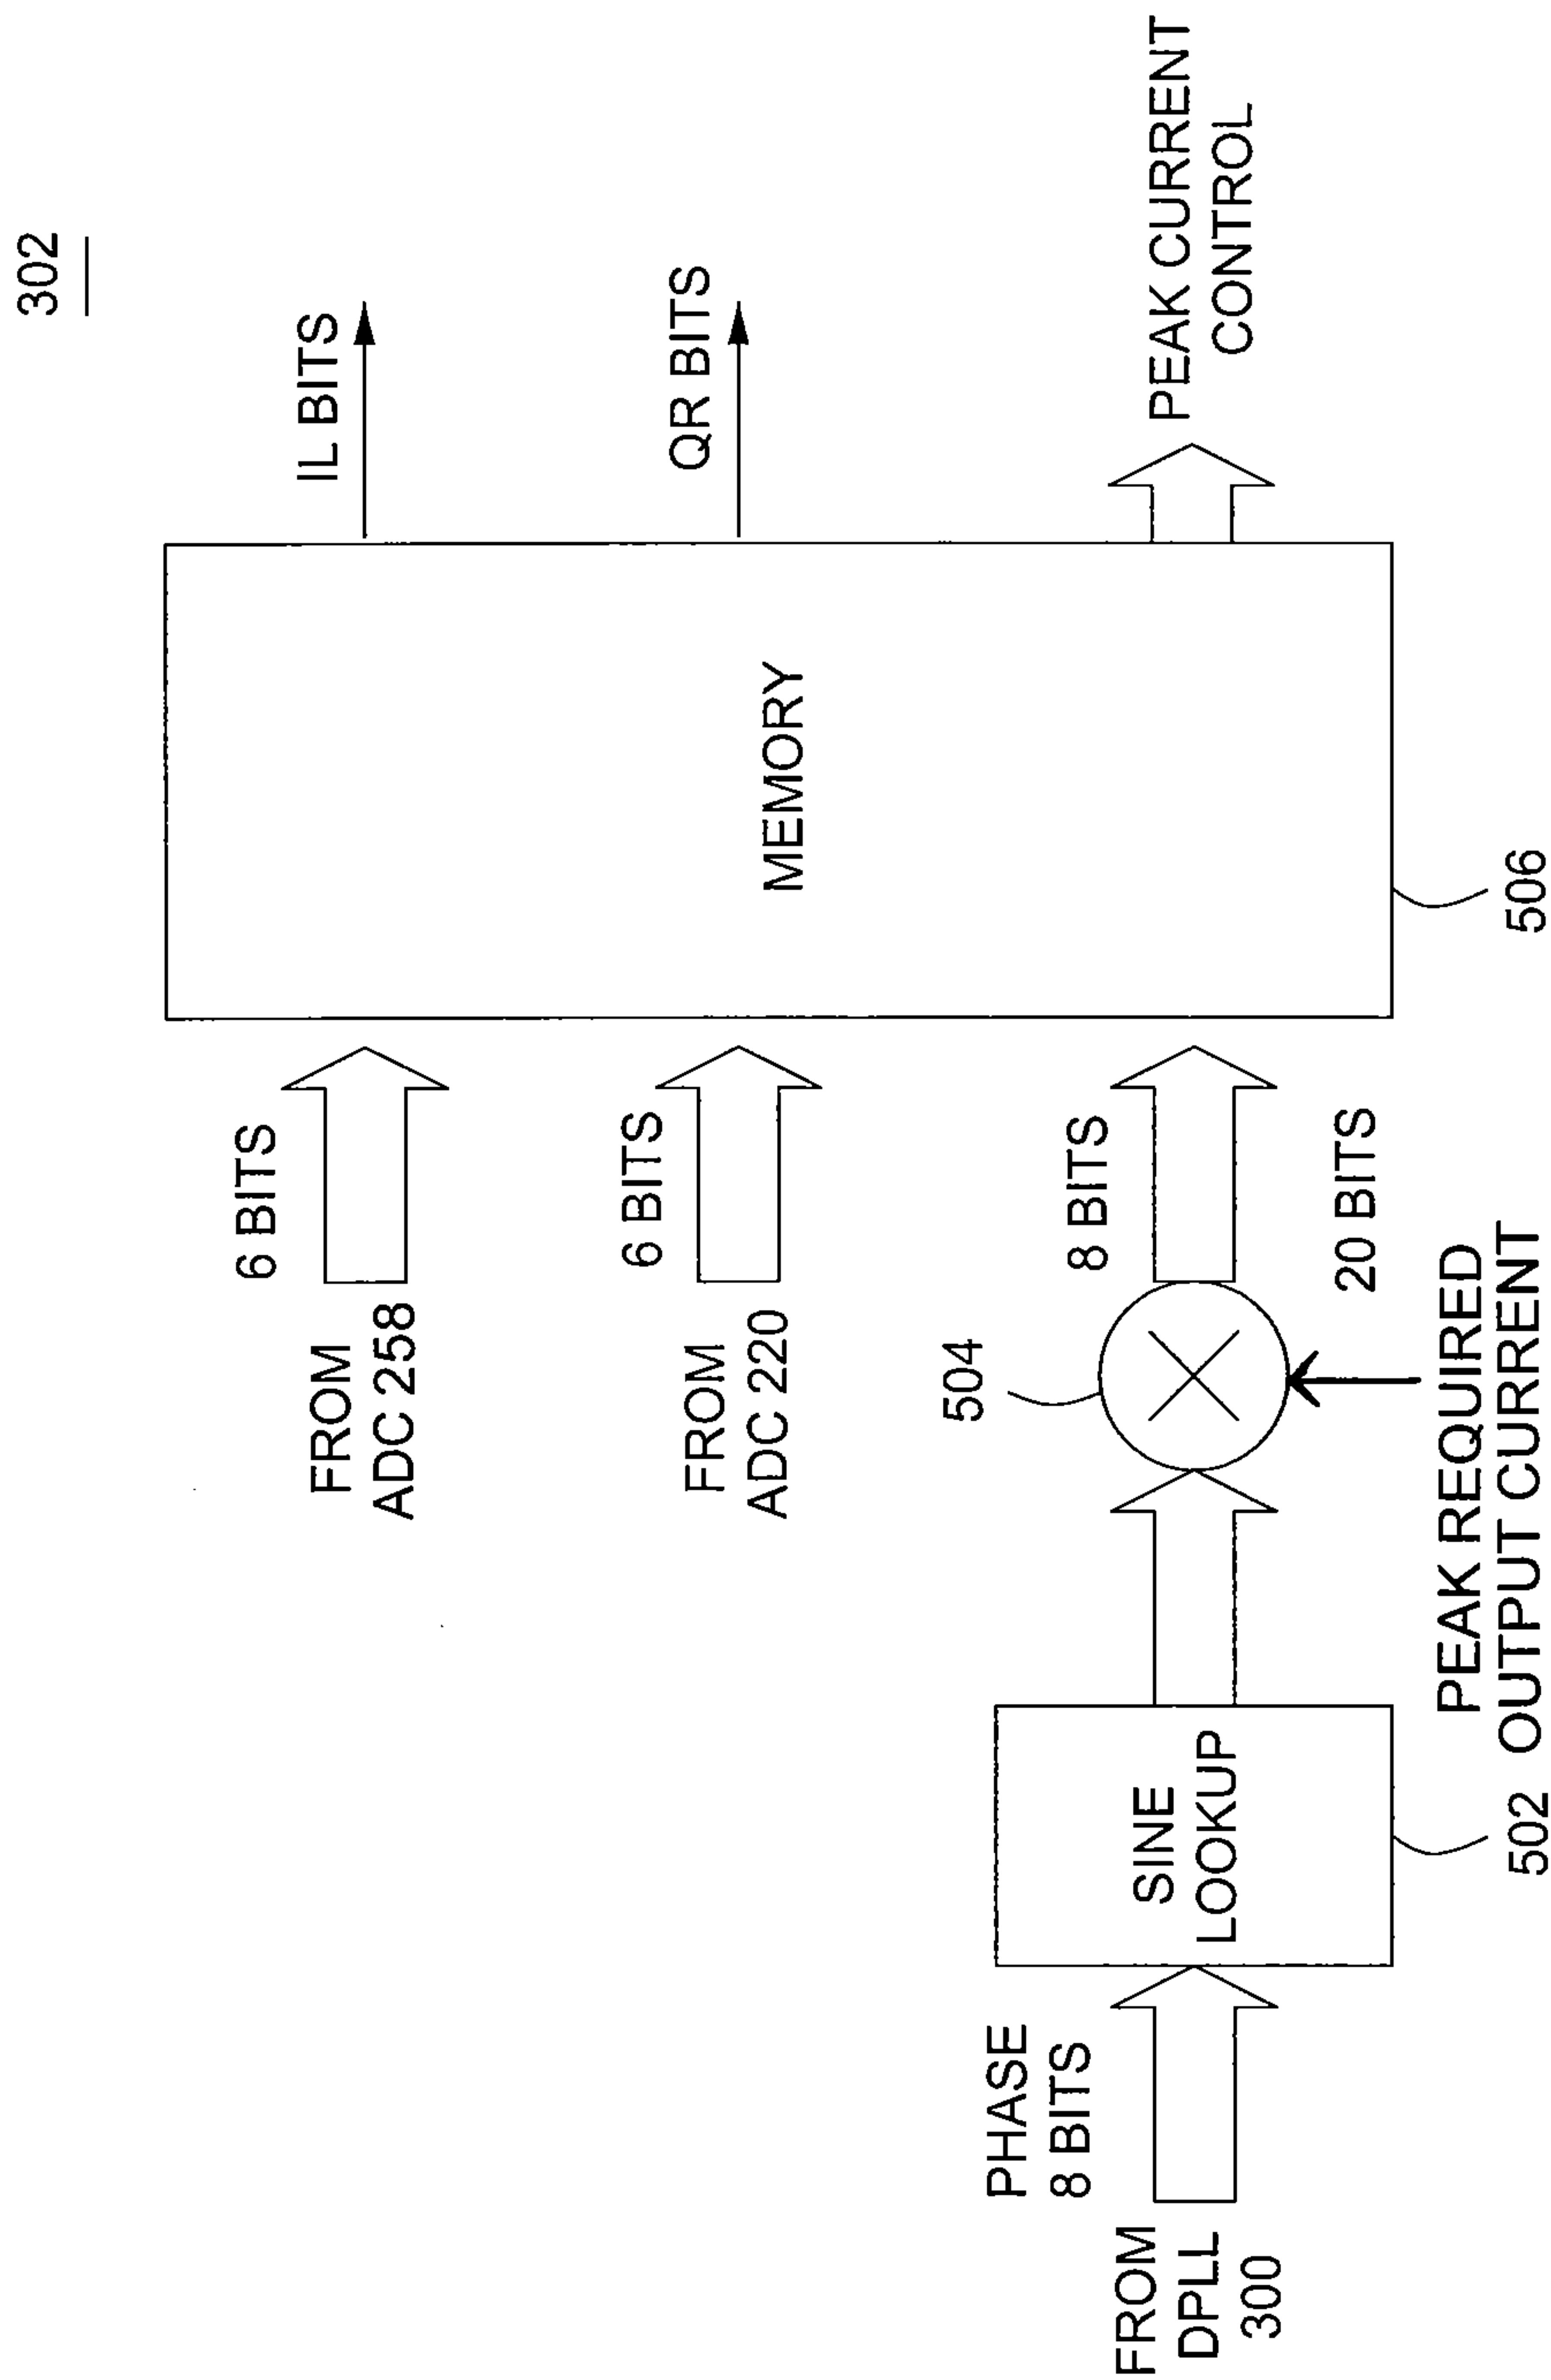 302
FROM
ADC 258
6 BITS
IL BITS
FROM
ADC 220
6 BITS
QR BITS
MEMORY
506
FROM
DPLL
300
PHASE
8 BITS
SINE
LOOKUP
502
504
8 BITS
20 BITS
PEAK REQUIRED
OUTPUT CURRENT
PEAK CURRENT
CONTROL